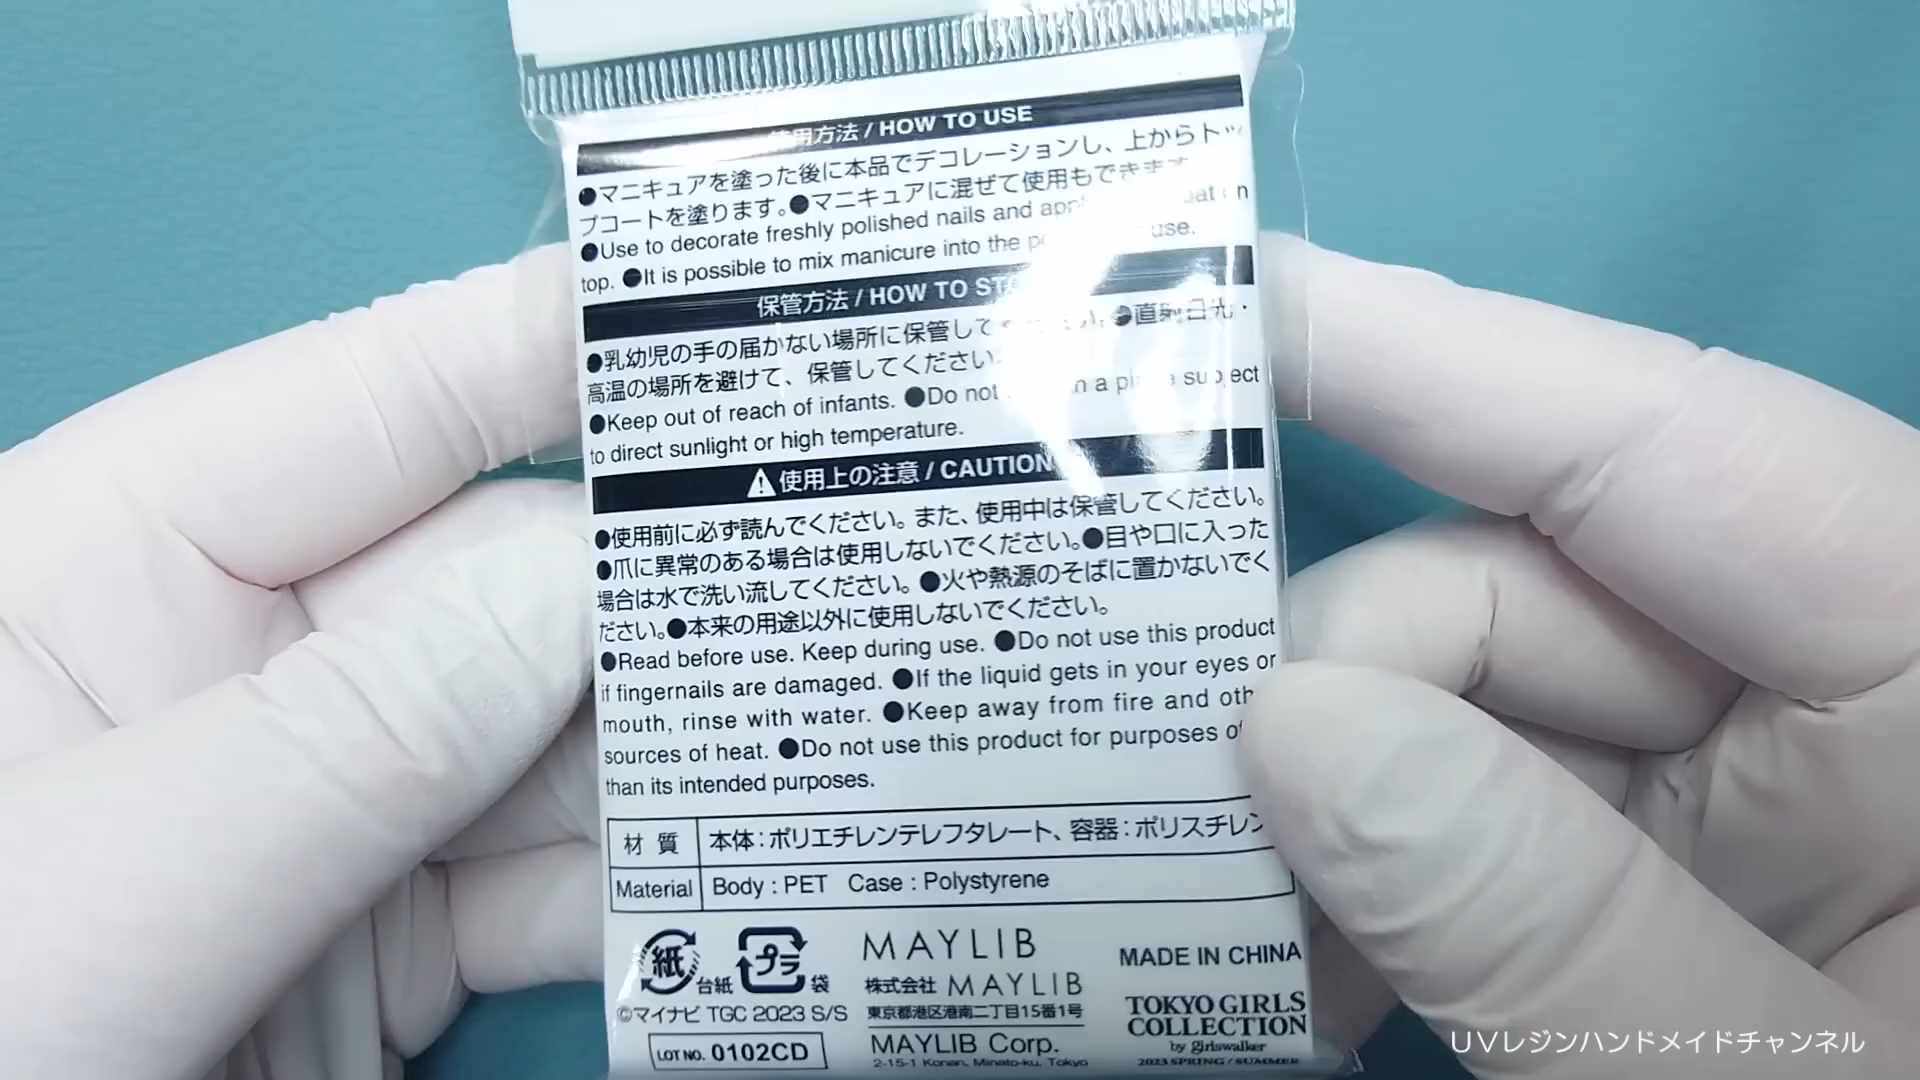 使用方法 / HOW TO USE
●マニキュアを塗った後に本品でデコレーションし、上からトッ
プコートを塗ります。●マニキュアに混ぜて使用もできます
●Use to decorate freshly polished nails and
top. ●It is possible to mix manicure into the use.
保管方法 / HOW TO
●乳幼児の手の届かない場所に保管して ●直射日光・
高温の場所を避けて、保管してください
●Keep out of reach of infants. ●Do not a subject
to direct sunlight or high temperature.
使用上の注意 / CAUTION
●使用前に必ず読んでください。また、使用中は保管してください。
●爪に異常のある場合は使用しないでください。●目や口に入った
場合は水で洗い流してください。●火や熱源のそばに置かないでく
ださい。●本来の用途以外に使用しないでください。
●Read before use. Keep during use. ●Do not use this product
if fingernails are damaged. ●If the liquid gets in your eyes or
mouth, rinse with water. ●Keep away from fire and
sources of heat. ●Do not use this product for purposes
than its intended purposes.
材 質 本体：ポリエチレンテレフタレート、容器：ポリスチレン
Material Body : PET Case : Polystyrene
紙 台紙 プラ 袋
MAYLIB
株式会社 MAYLIB
東京都港区港南二丁目15番1号
MAYLIB Corp.
2-15-1 Konan, Minato-ku, Tokyo
©マイナビ TGC 2023 S/S
LOT NO. 0102CD
MADE IN CHINA
TOKYO GIRLS
COLLECTION
by girlswalker
2023 SPRING / SUMMER
UVレジンハンドメイドチャンネル